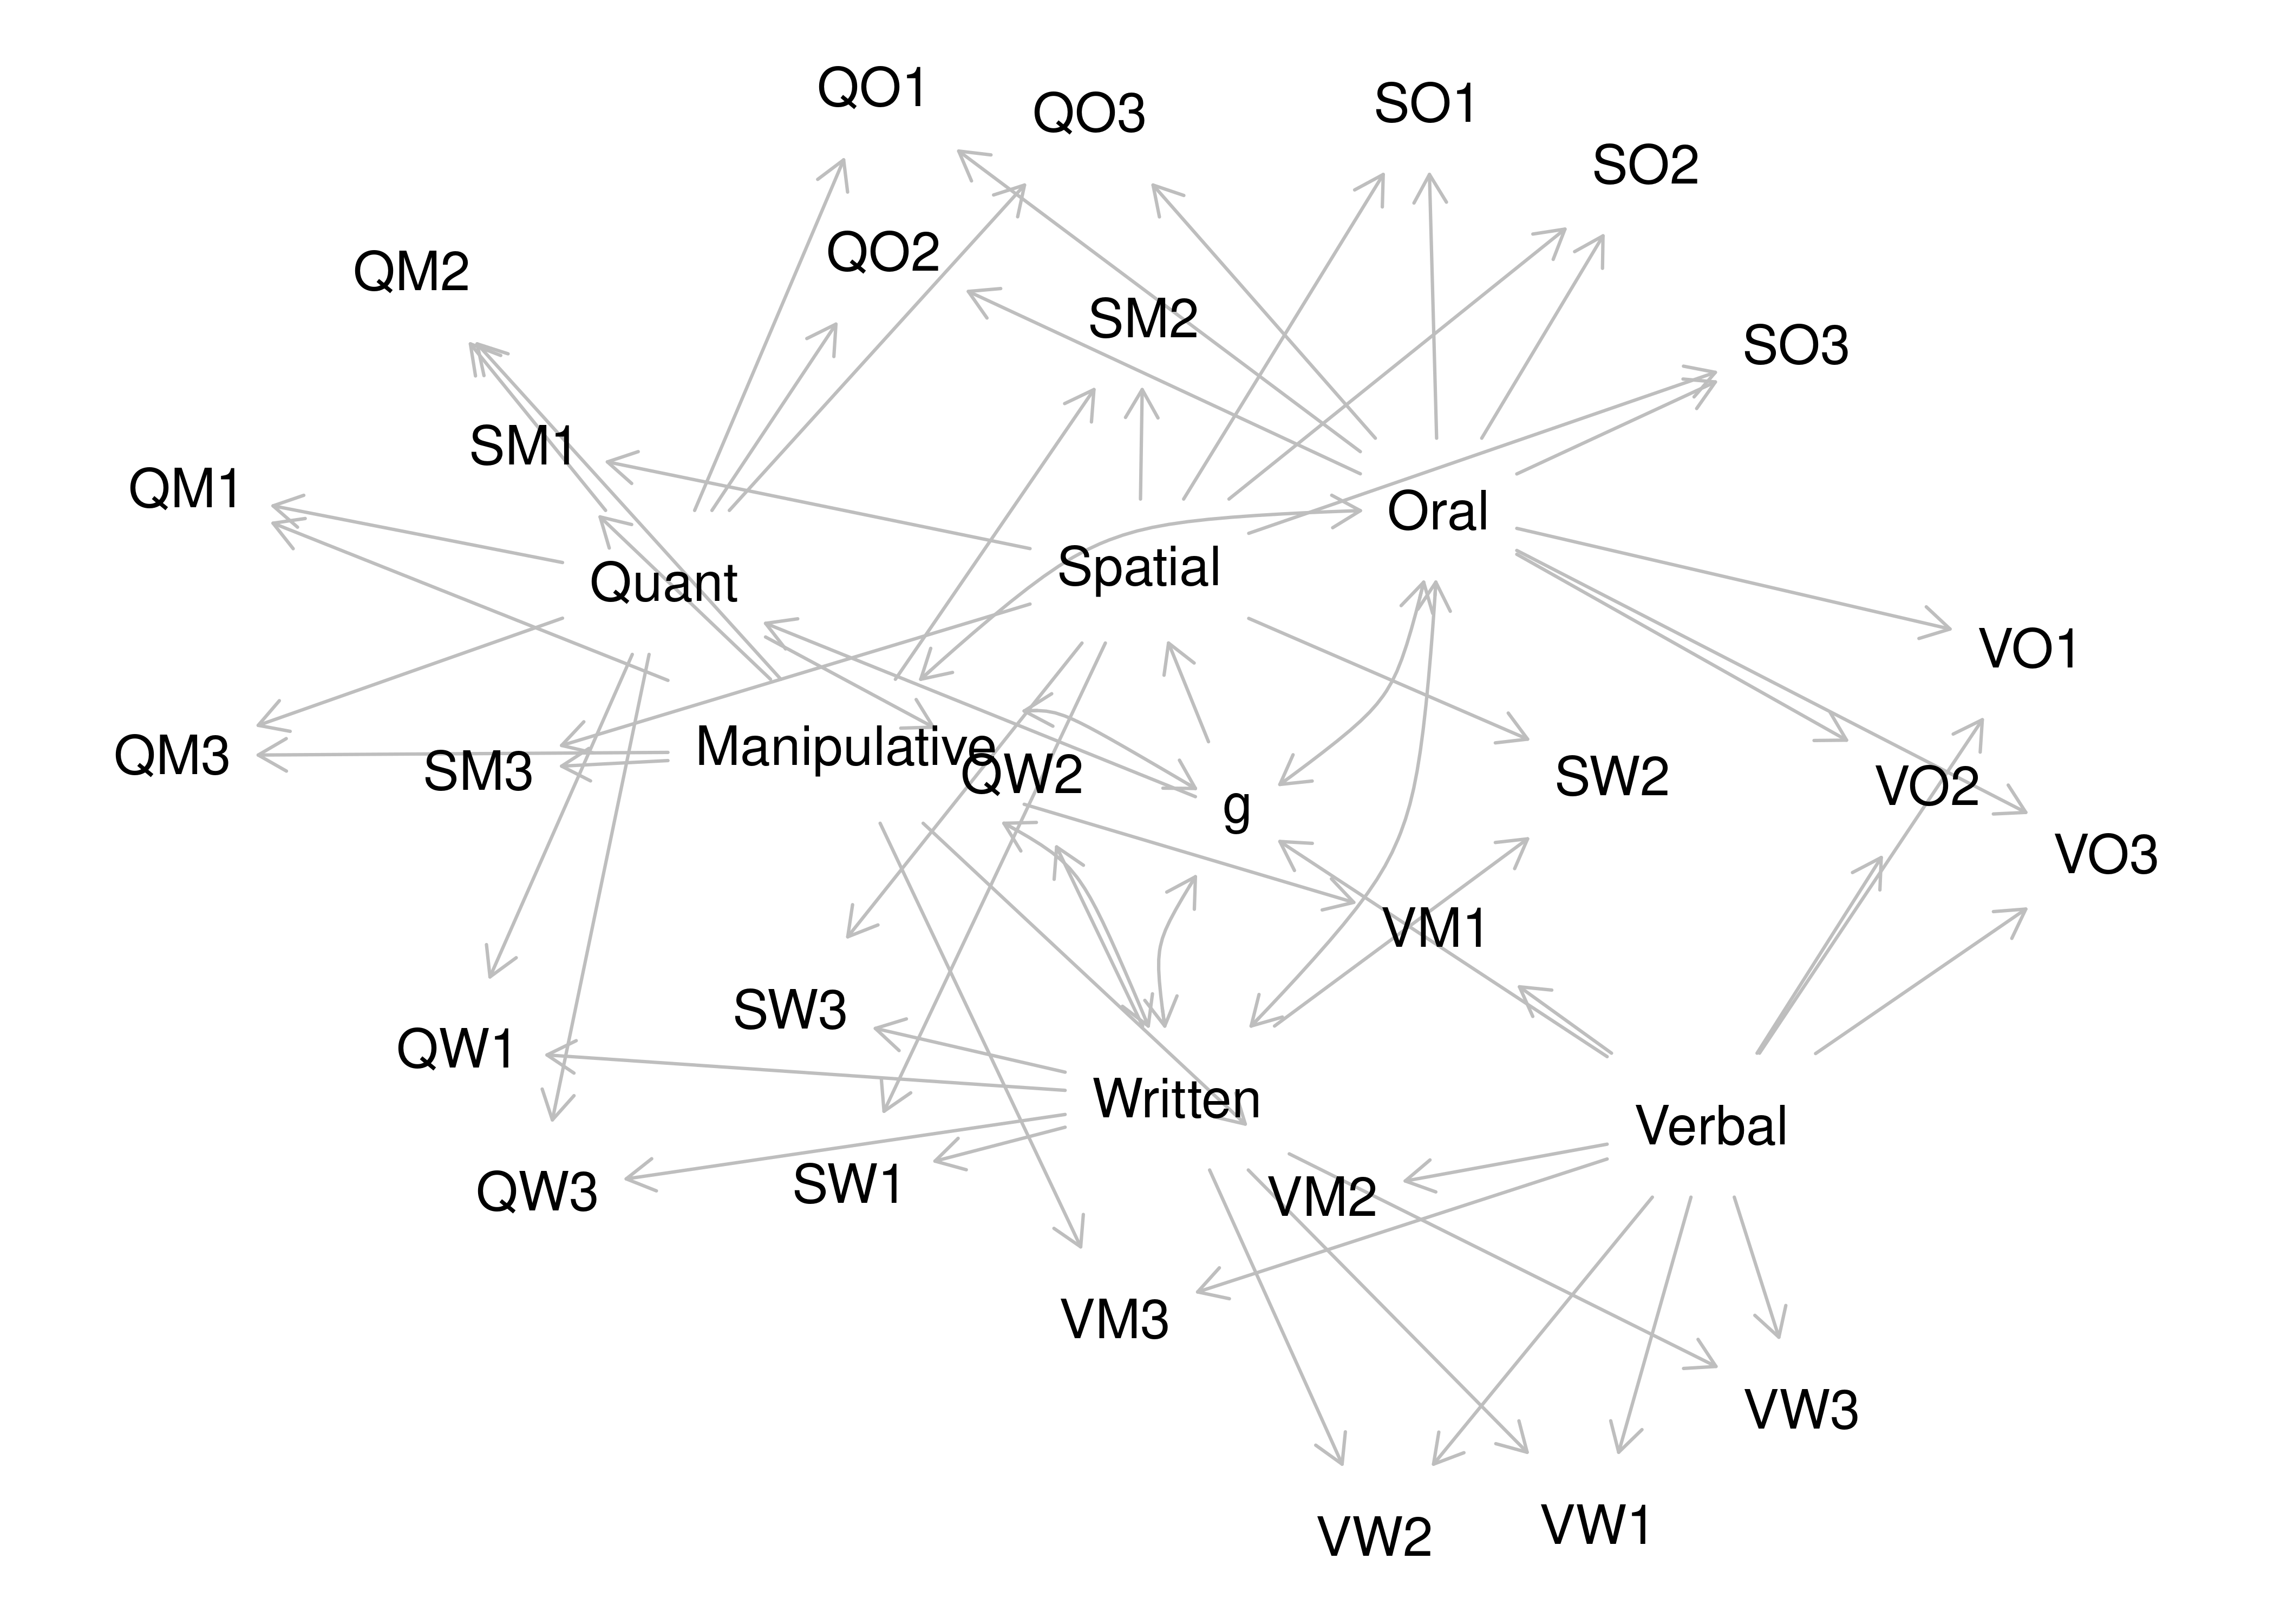 QO1
SO1
QO3
SO2
QO2
QM2
SM2
SO3
SM1
QM1
Oral
Spatial
Quant
VO1
Manipulative
QM3
SM3
QW2
SW2
VO2
g
VO3
VM1
SW3
QW1
Written
Verbal
SW1
QW3
VM2
VM3
VW3
VW1
VW2